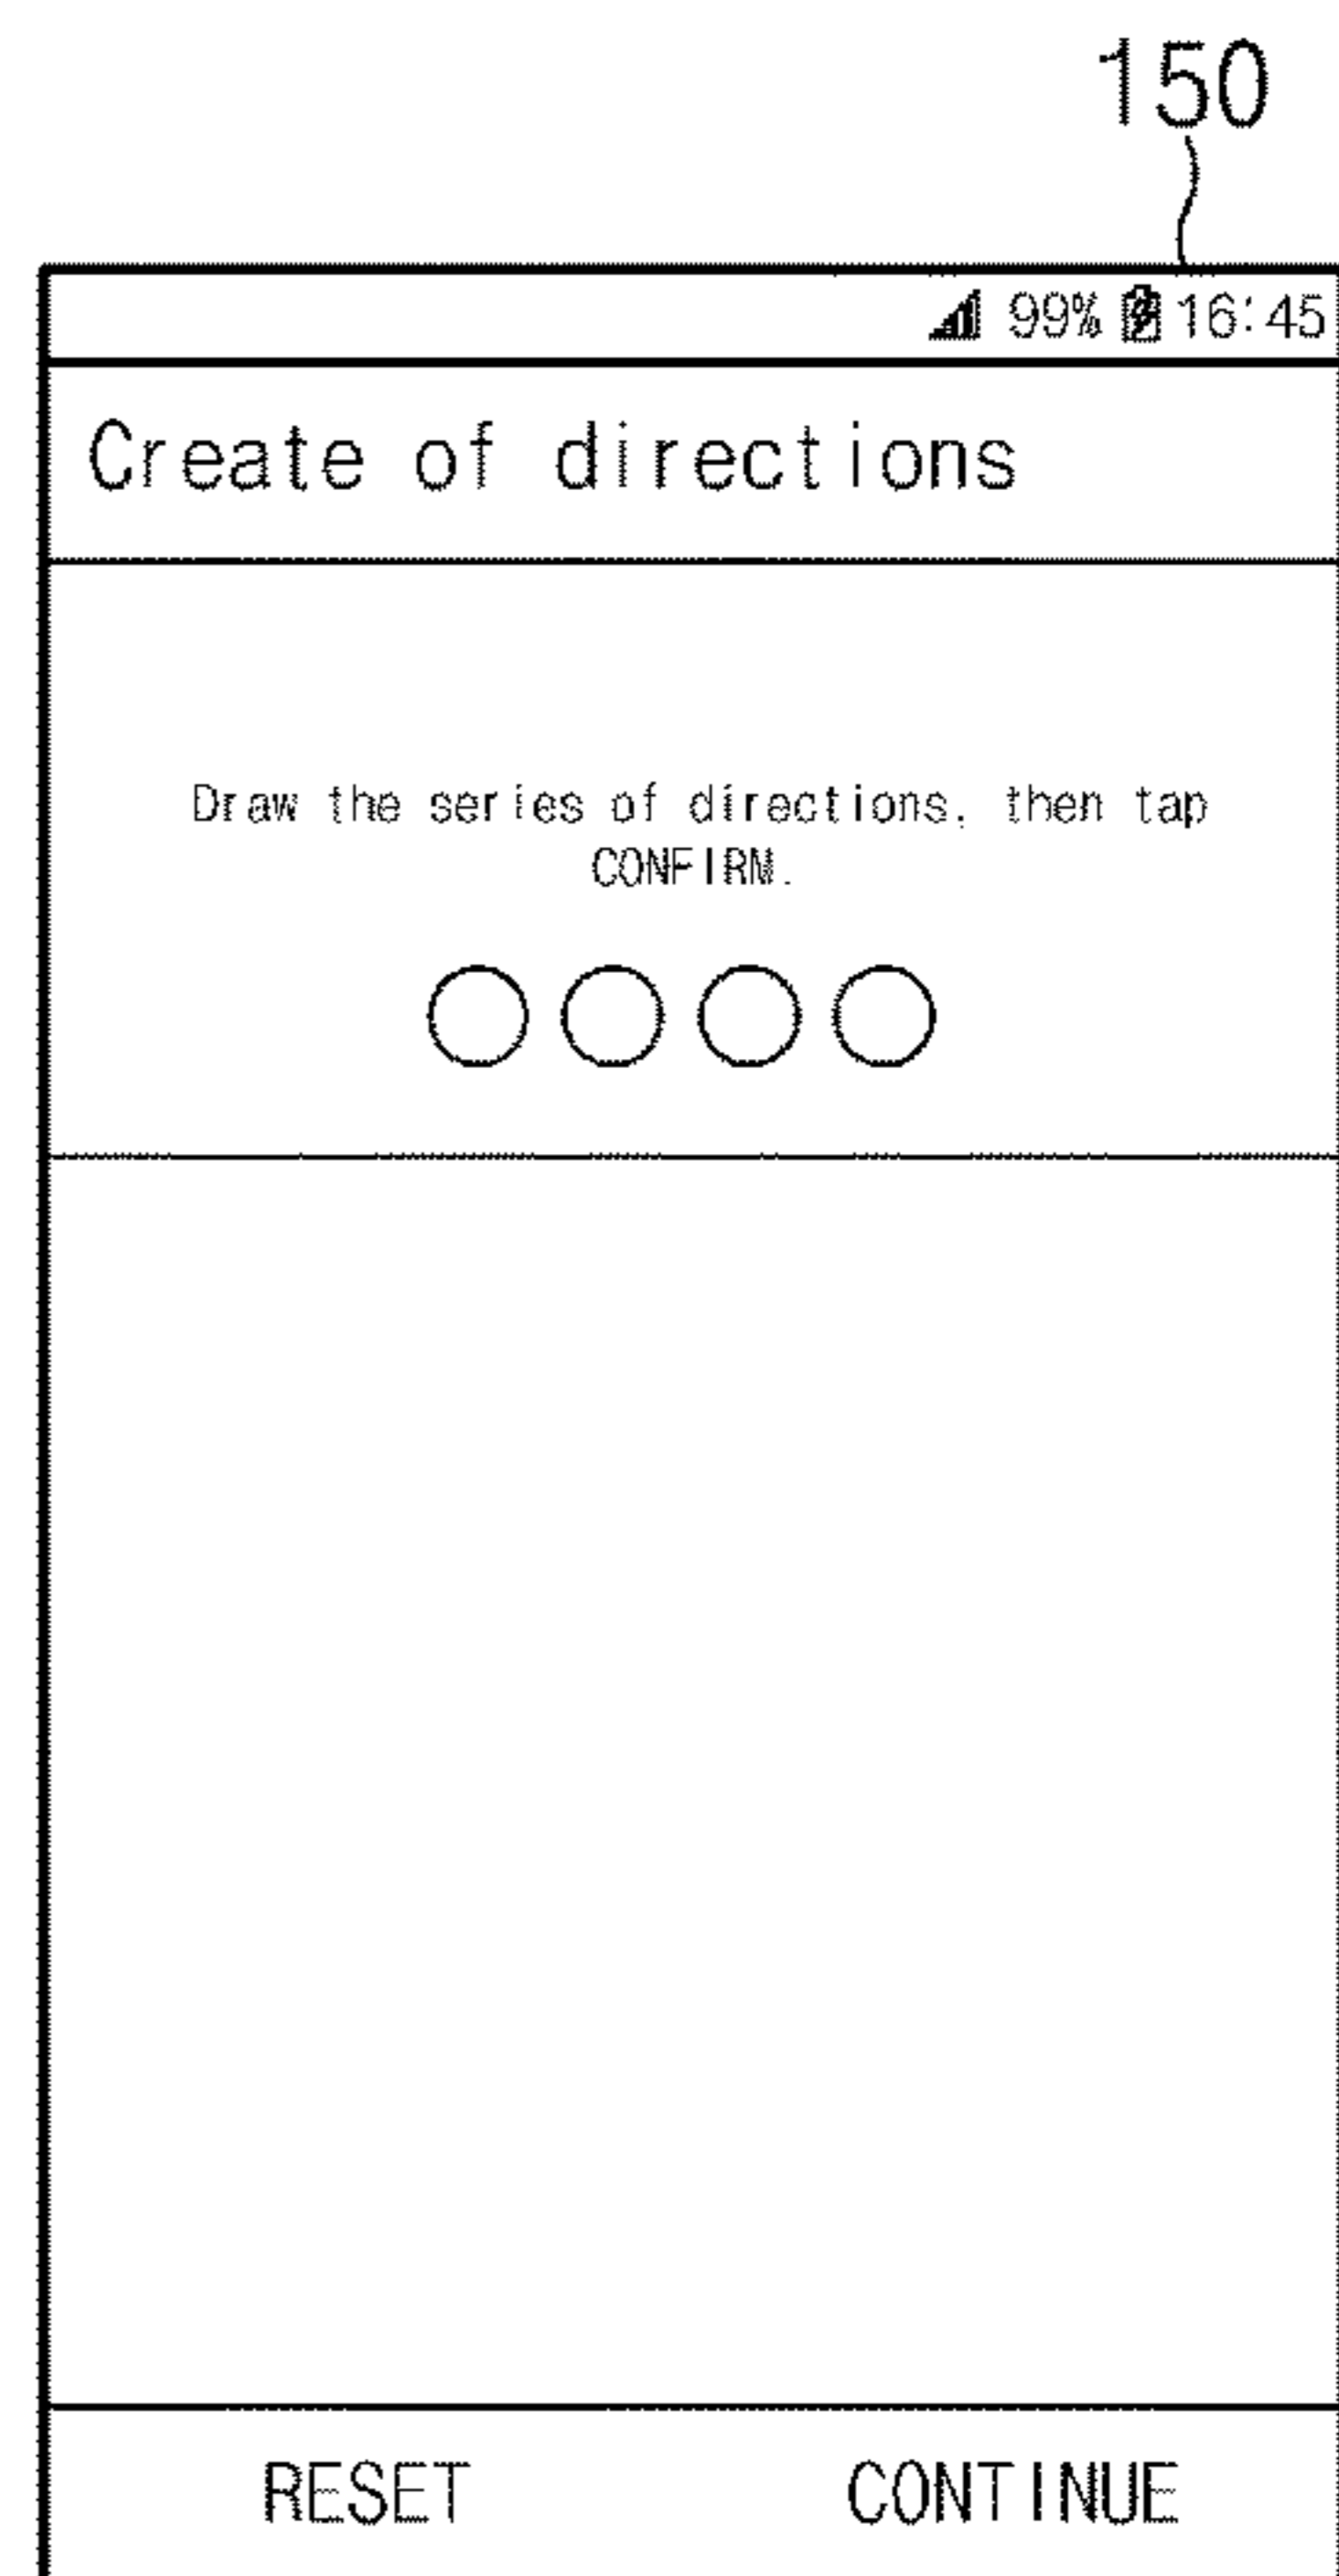 150
99% 16:45
Create of directions
Draw the series of directions, then tap
CONFIRM.
RESET CONTINUE